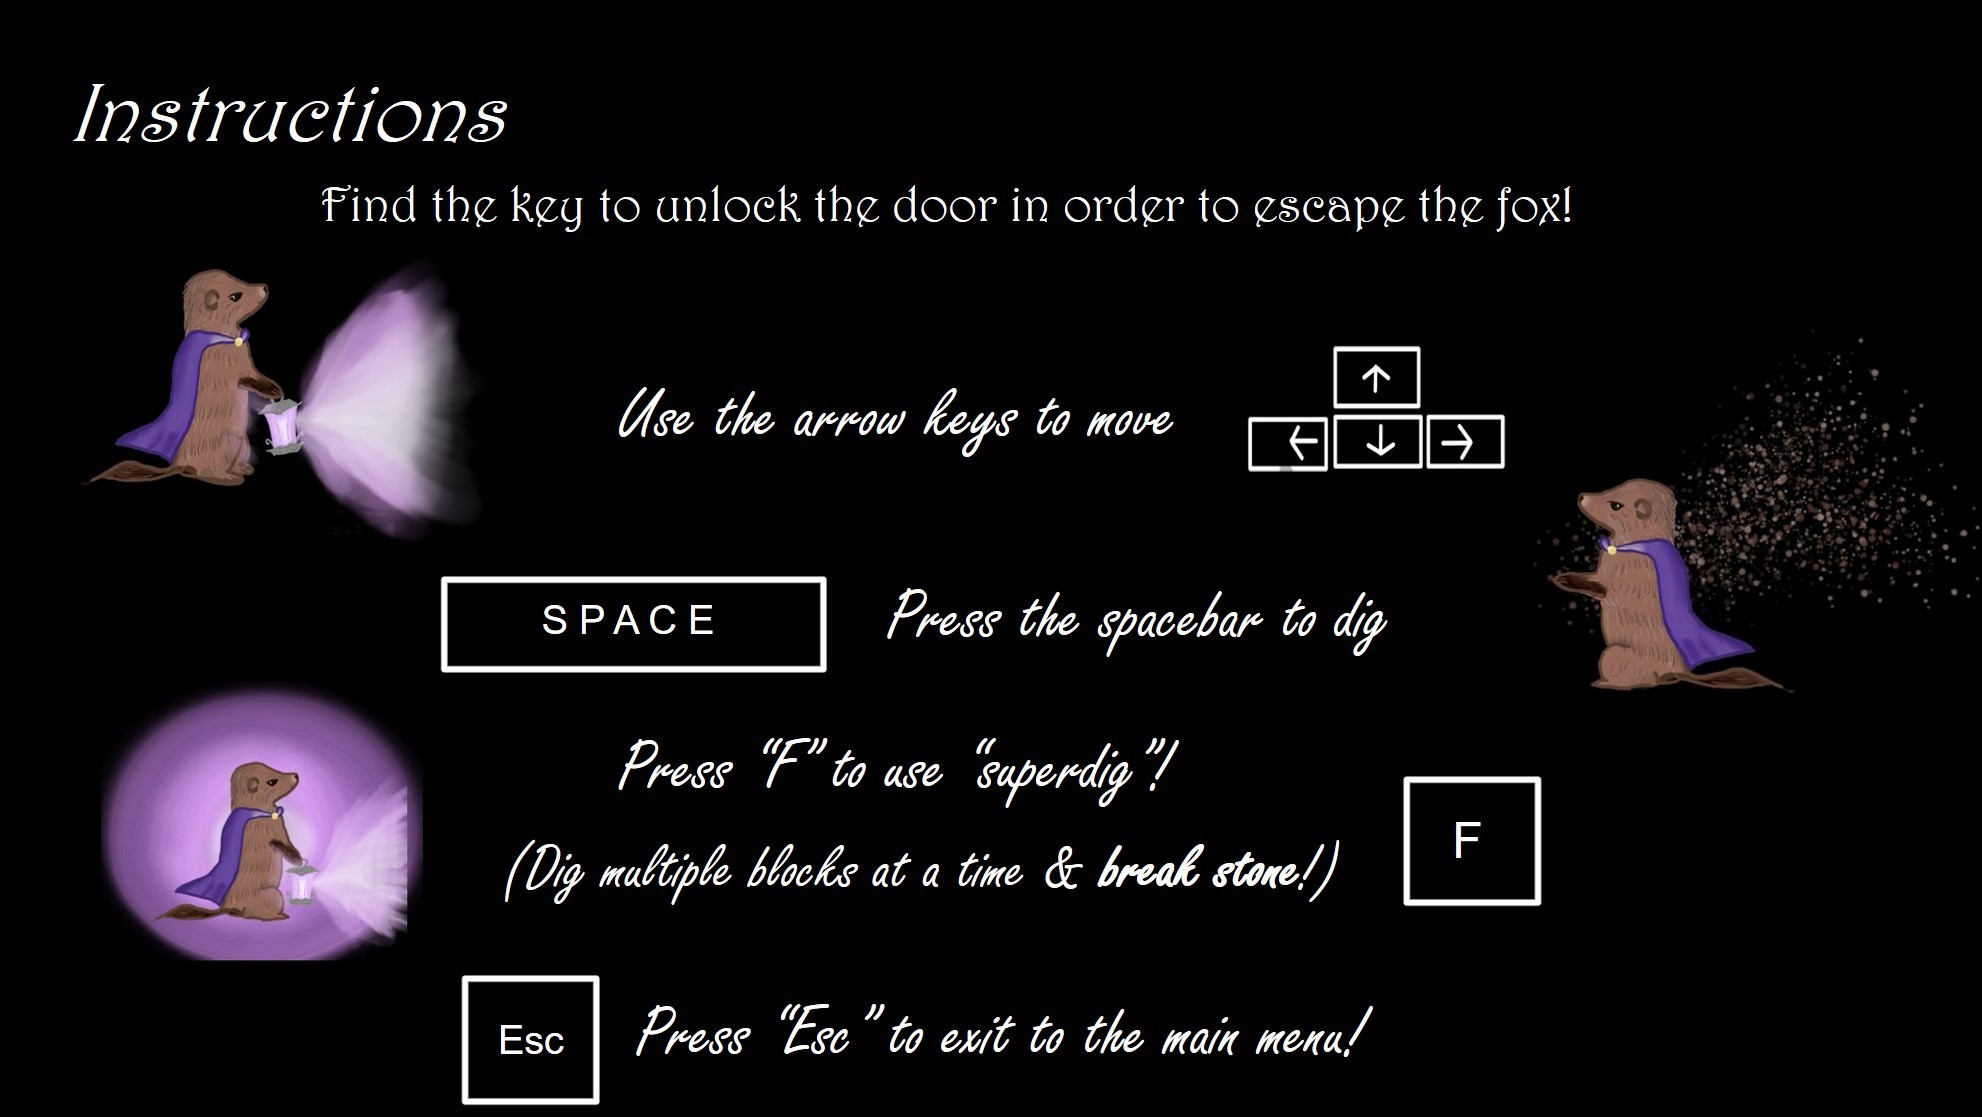 Instructions
Find the key to unlock the door in order to escape the fox!
Use the arrow keys to move
↑
← ↓ →
SPACE
Press the spacebar to dig
Press “F” to use “superdig”!
(Dig multiple blocks at a time & break stone!)
F
Esc
Press “Esc” to exit to the main menu!